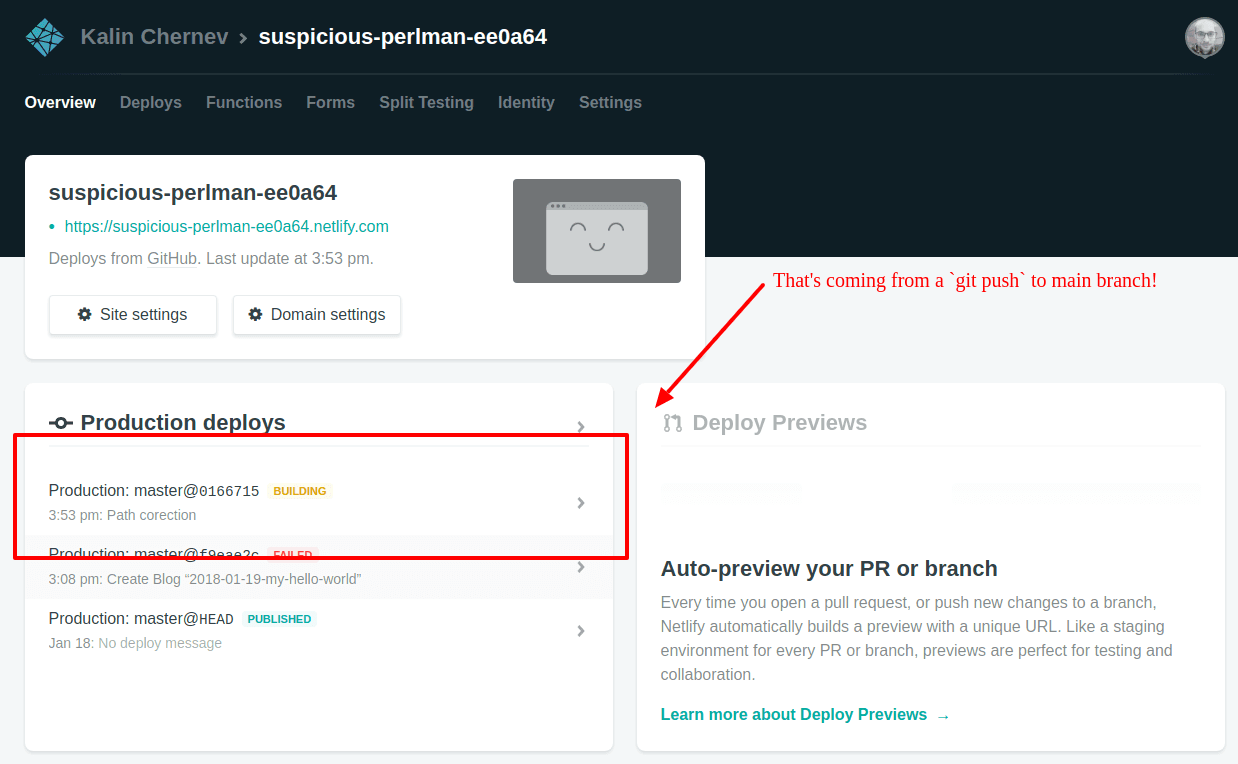 Kalin Chernev > suspicious-perlman-ee0a64
Overview Deploys Functions Forms Split Testing Identity Settings
suspicious-perlman-ee0a64
• https://suspicious-perlman-ee0a64.netlify.com
Deploys from GitHub. Last update at 3:53 pm.
Site settings Domain settings
That's coming from a `git push` to main branch!
Production deploys
Production: master@0166715 BUILDING
3:53 pm: Path corection
Production: master@f9eae2c FAILED
3:08 pm: Create Blog “2018-01-19-my-hello-world”
Production: master@HEAD PUBLISHED
Jan 18: No deploy message
Deploy Previews
Auto-preview your PR or branch
Every time you open a pull request, or push new changes to a branch,
Netlify automatically builds a preview with a unique URL. Like a staging
environment for every PR or branch, previews are perfect for testing and
collaboration.
Learn more about Deploy Previews →